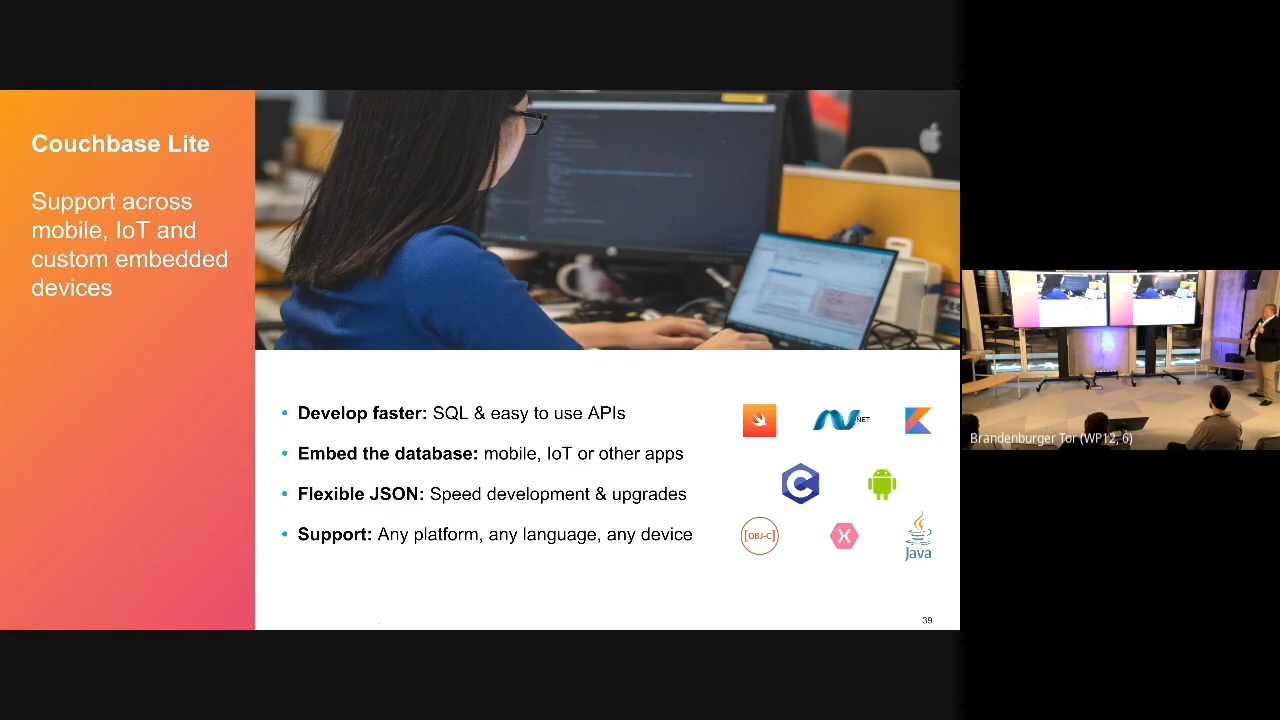 Couchbase Lite
Support across
mobile, IoT and
custom embedded
devices
• Develop faster: SQL & easy to use APIs
• Embed the database: mobile, IoT or other apps
• Flexible JSON: Speed development & upgrades
• Support: Any platform, any language, any device
NET
C
[OBJ-C]
X
Java
39
Brandenburger Tor (WP12, 6)